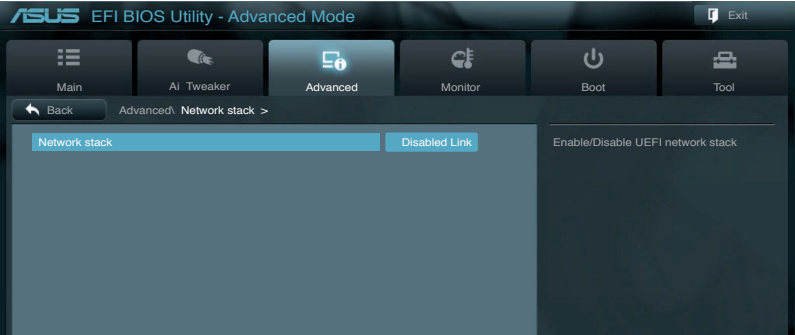 ASUS EFI BIOS Utility - Advanced Mode
Exit
Main
Ai Tweaker
Advanced
Monitor
Boot
Tool
Back
Advanced\ Network stack >
Network stack
Disabled Link
Enable/Disable UEFI network stack